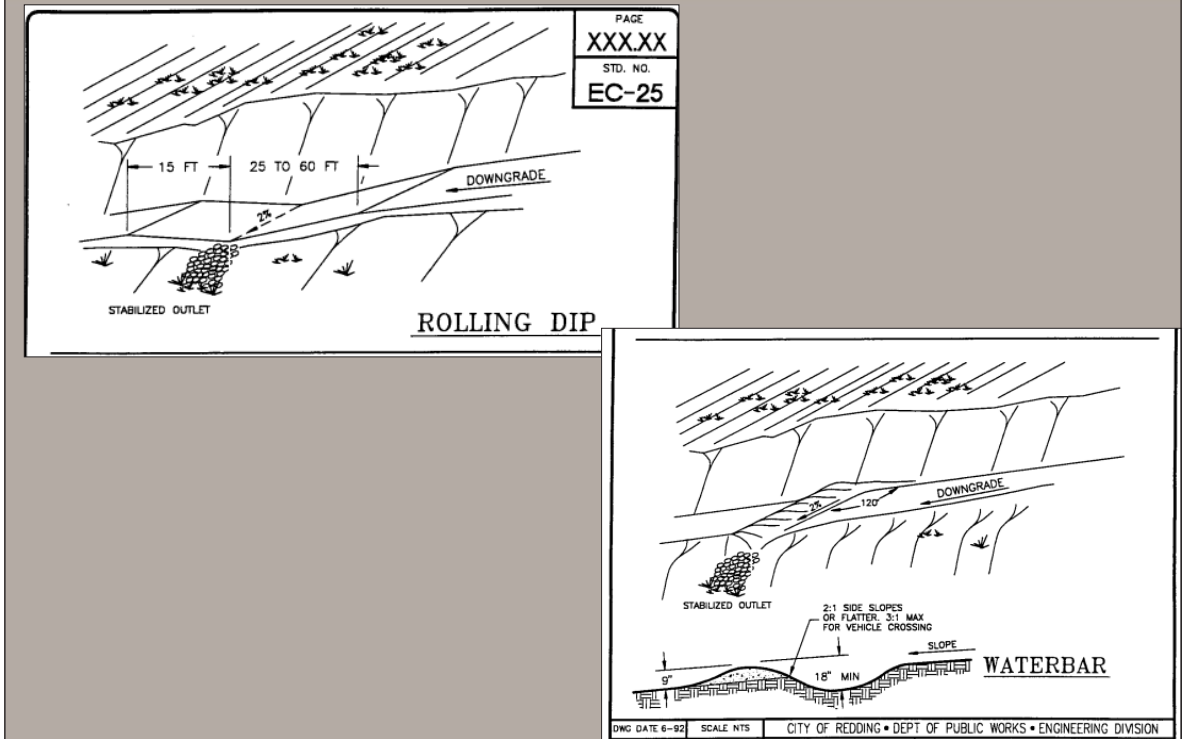 PAGE
XXX.XX
STD. NO.
EC-25
15 FT
25 TO 60 FT
DOWNGRADE
2%
STABILIZED OUTLET
ROLLING DIP
DOWNGRADE
2%
120
STABILIZED OUTLET
2:1 SIDE SLOPES
OR FLATTER. 3:1 MAX
FOR VEHICLE CROSSING
SLOPE
9"
18" MIN
WATERBAR
DWG DATE 6-92 SCALE NTS CITY OF REDDING • DEPT OF PUBLIC WORKS • ENGINEERING DIVISION